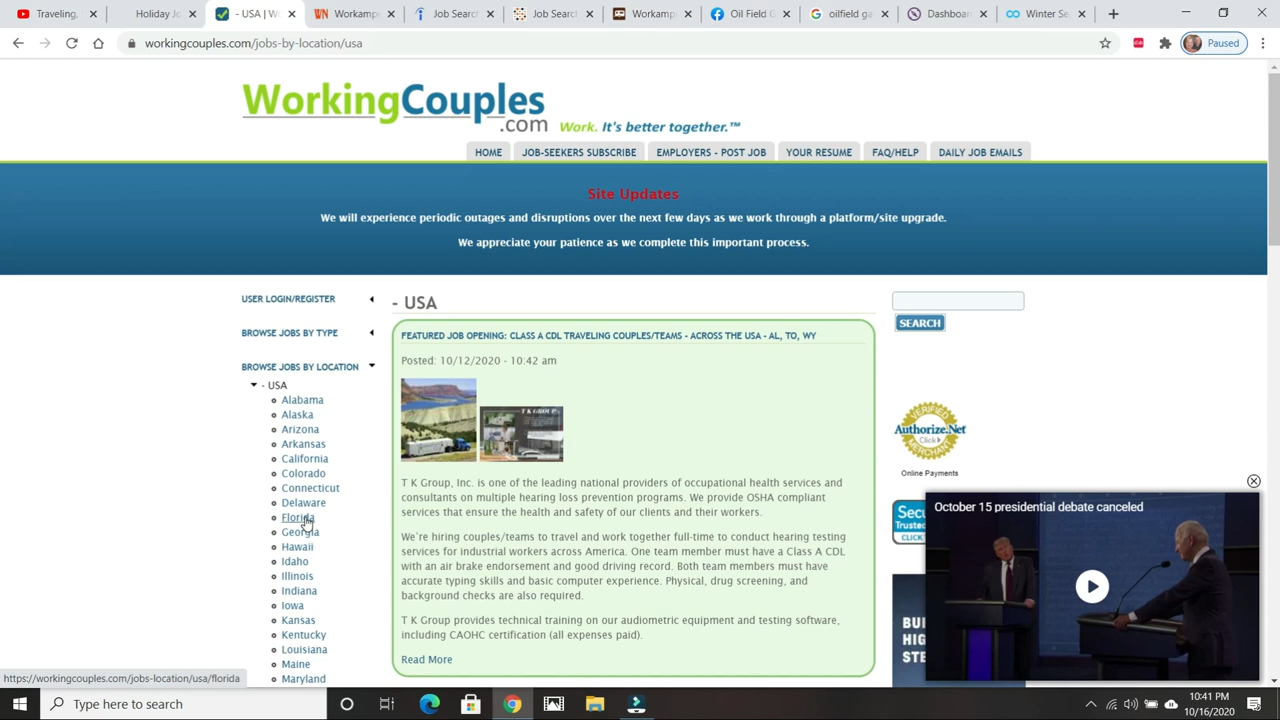 Traveling,
Holiday Jo
- USA | W
Workampe
Job Search
Job Search
Workampe
Oil Field G
oilfield ga
Dashboar
Winter Sea
workingcouples.com/jobs-by-location/usa
Paused
WorkingCouples
.com
Work. It's better together.™
HOME
JOB-SEEKERS SUBSCRIBE
EMPLOYERS - POST JOB
YOUR RESUME
FAQ/HELP
DAILY JOB EMAILS
Site Updates
We will experience periodic outages and disruptions over the next few days as we work through a platform/site upgrade.
We appreciate your patience as we complete this important process.
USER LOGIN/REGISTER
BROWSE JOBS BY TYPE
BROWSE JOBS BY LOCATION
- USA
Alabama
Alaska
Arizona
Arkansas
California
Colorado
Connecticut
Delaware
Florida
Georgia
Hawaii
Idaho
Illinois
Indiana
Iowa
Kansas
Kentucky
Louisiana
Maine
Maryland
- USA
FEATURED JOB OPENING: CLASS A CDL TRAVELING COUPLES/TEAMS - ACROSS THE USA - AL, TO, WY
Posted: 10/12/2020 - 10:42 am
T K GROUP
T K Group, Inc. is one of the leading national providers of occupational health services and
consultants on multiple hearing loss prevention programs. We provide OSHA compliant
services that ensure the health and safety of our clients and their workers.
We're hiring couples/teams to travel and work together full-time to conduct hearing testing
services for industrial workers across America. One team member must have a Class A CDL
with an air brake endorsement and good driving record. Both team members must have
accurate typing skills and basic computer experience. Physical, drug screening, and
background checks are also required.
T K Group provides technical training on our audiometric equipment and testing software,
including CAOHC certification (all expenses paid).
Read More
SEARCH
VERIFIED
Authorize.Net
Click
MERCHANT
Online Payments
Secu
Trusted
BUI
HIG
STE
October 15 presidential debate canceled
https://workingcouples.com/jobs-location/usa/florida
Type here to search
10:41 PM
10/16/2020